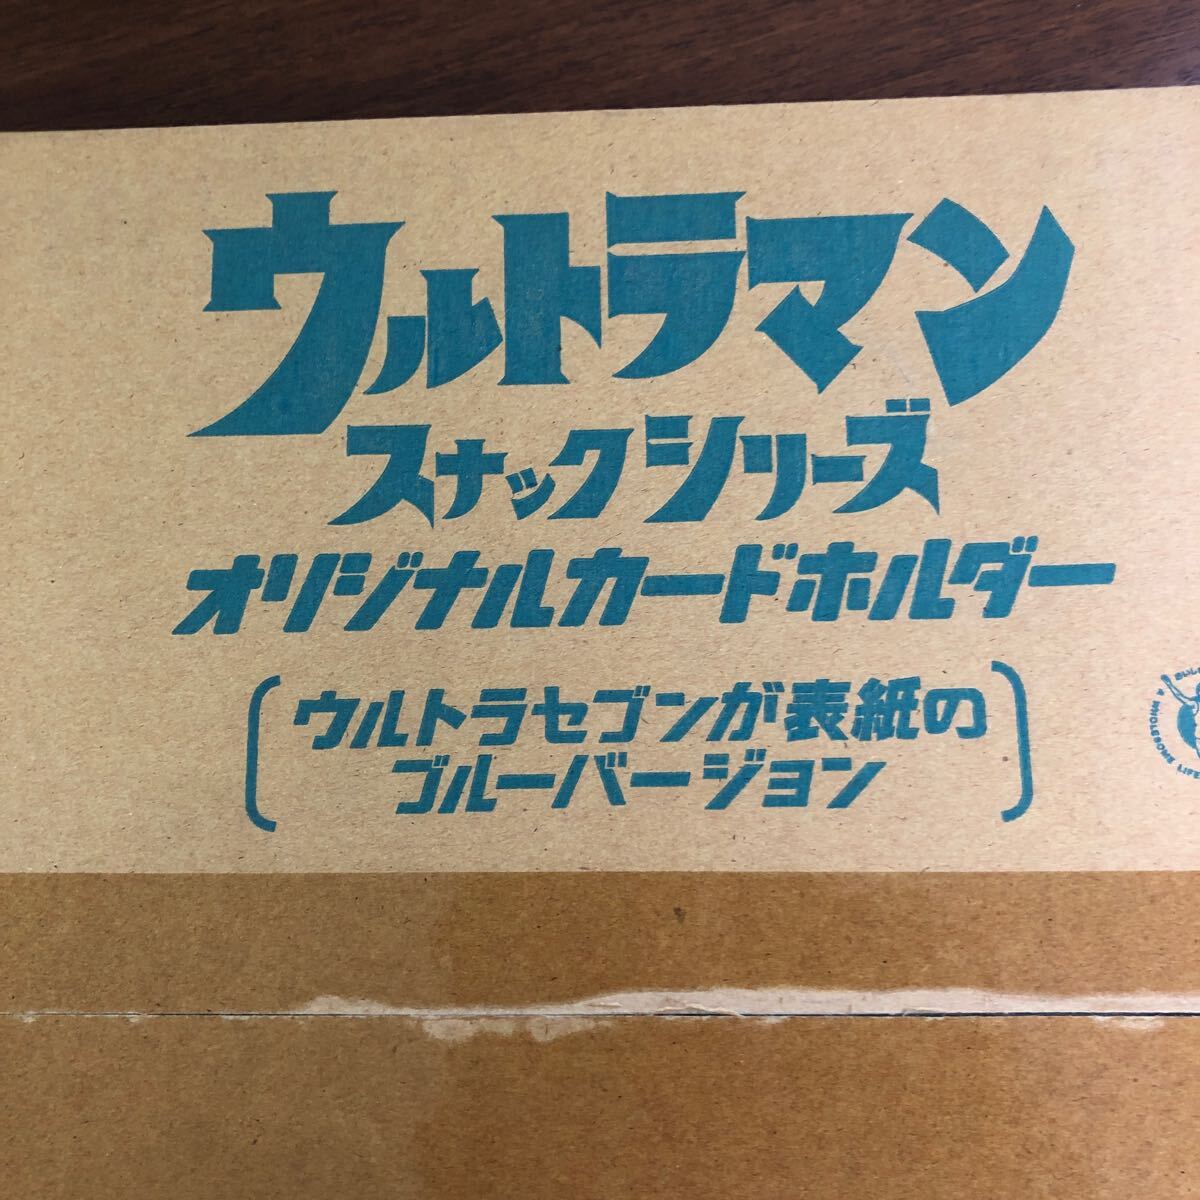 ウルトラマン
スナックシリーズ
オリジナルカードホルダー
(ウルトラセブンが表紙の
ブルーバージョン)
WHOLESOME LIFE